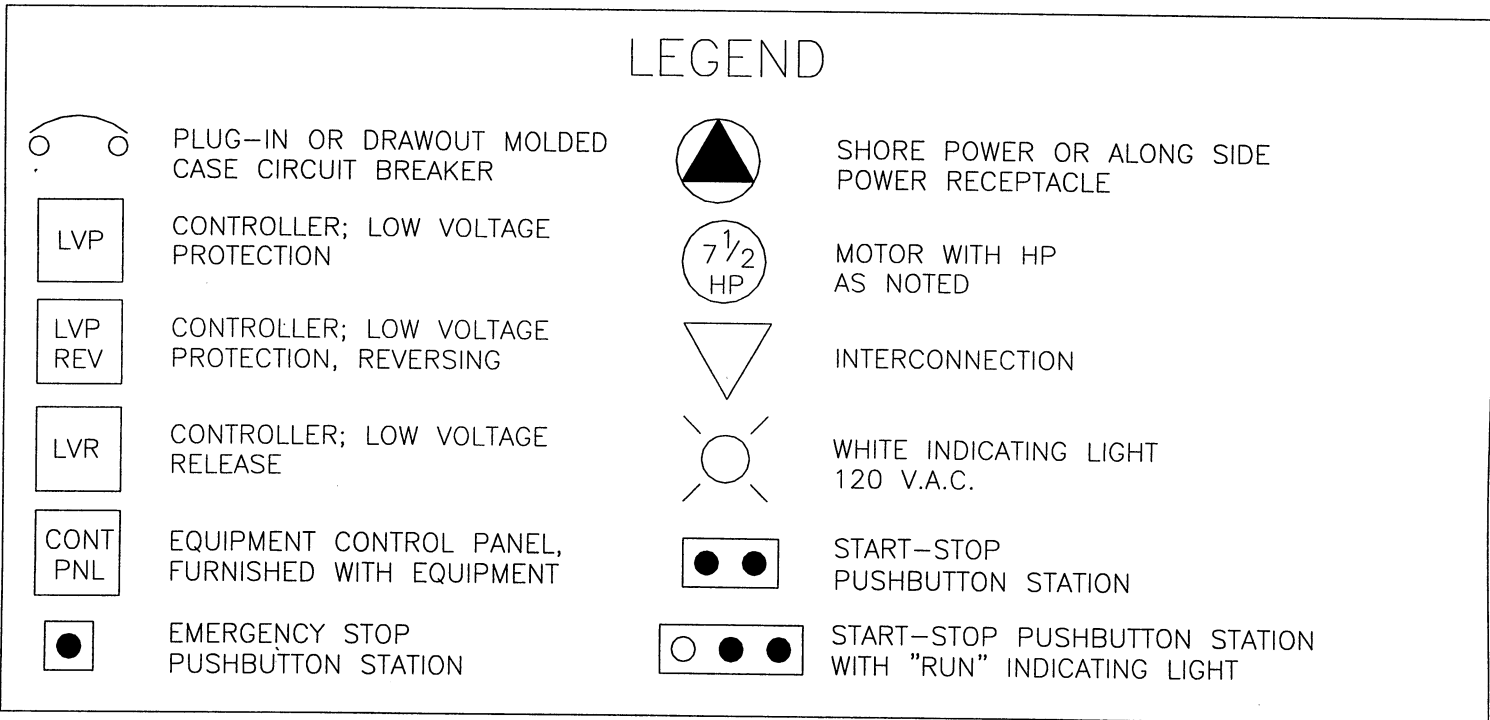 LEGEND
PLUG-IN OR DRAWOUT MOLDED
CASE CIRCUIT BREAKER
LVP
CONTROLLER; LOW VOLTAGE
PROTECTION
LVP
REV
CONTROLLER; LOW VOLTAGE
PROTECTION, REVERSING
LVR
CONTROLLER; LOW VOLTAGE
RELEASE
CONT
PNL
EQUIPMENT CONTROL PANEL,
FURNISHED WITH EQUIPMENT
EMERGENCY STOP
PUSHBUTTON STATION
SHORE POWER OR ALONG SIDE
POWER RECEPTACLE
7 1/2
HP
MOTOR WITH HP
AS NOTED
INTERCONNECTION
WHITE INDICATING LIGHT
120 V.A.C.
START-STOP
PUSHBUTTON STATION
START-STOP PUSHBUTTON STATION
WITH "RUN" INDICATING LIGHT